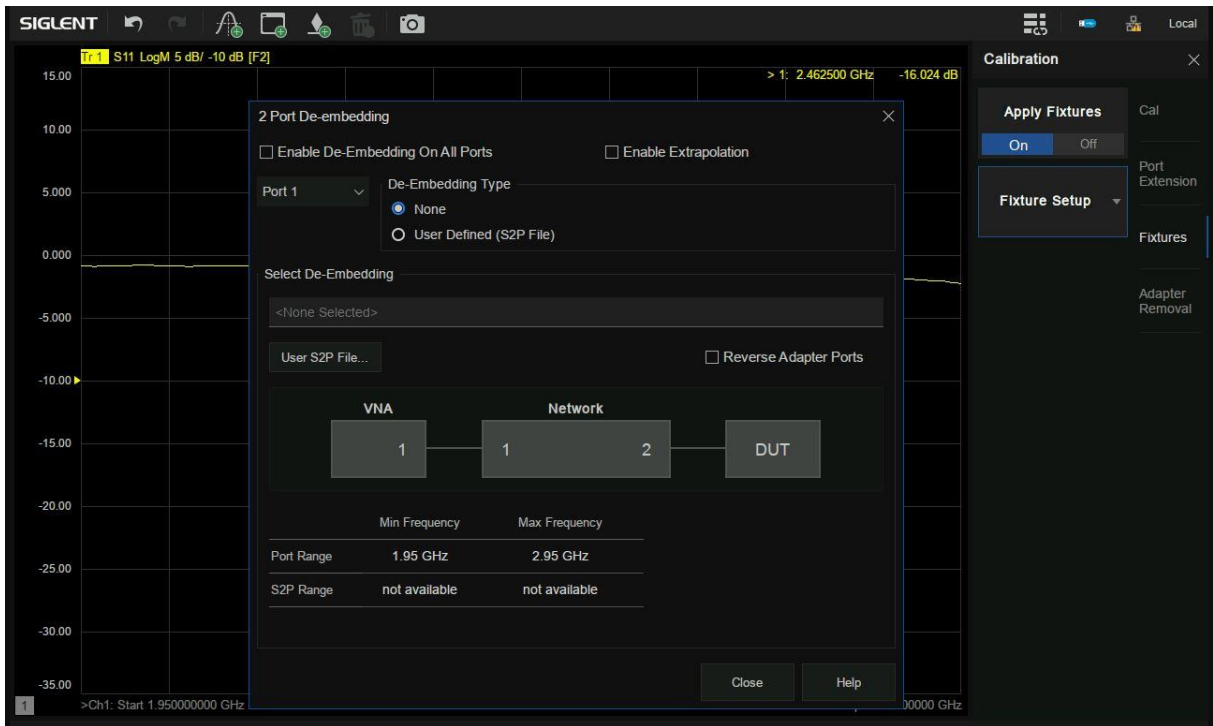 SIGLENT
Local
Tr 1 S11 LogM 5 dB/ -10 dB [F2]
> 1: 2.462500 GHz -16.024 dB
15.00
10.00
5.000
0.000
-5.000
-10.00
-15.00
-20.00
-25.00
-30.00
-35.00
2 Port De-embedding
Enable De-Embedding On All Ports
Enable Extrapolation
Port 1
De-Embedding Type
None
User Defined (S2P File)
Select De-Embedding
<None Selected>
User S2P File...
Reverse Adapter Ports
VNA Network
1 1 2 DUT
Min Frequency Max Frequency
Port Range 1.95 GHz 2.95 GHz
S2P Range not available not available
Close Help
1 >Ch1: Start 1.950000000 GHz
00000 GHz
Calibration
Apply Fixtures
On Off
Fixture Setup
Cal
Port
Extension
Fixtures
Adapter
Removal